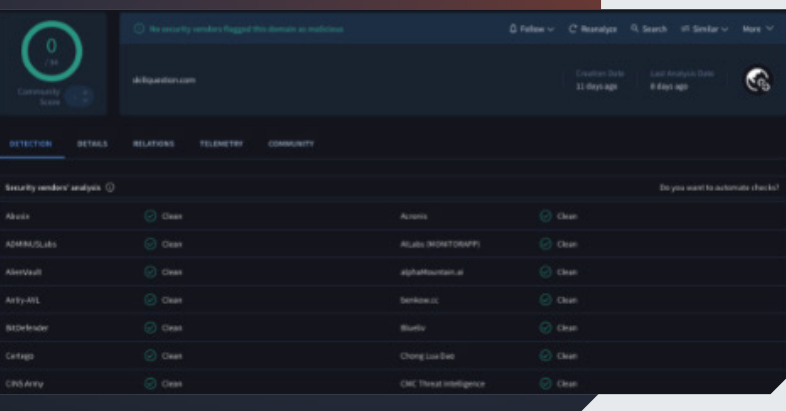 0
/ 94
Community
Score
No security vendors flagged this domain as malicious
Follow
Reanalyze
Search
Similar
More
skillquestion.com
Creation Date
11 days ago
Last Analysis Date
8 days ago
DETECTION
DETAILS
RELATIONS
TELEMETRY
COMMUNITY
Security vendors' analysis
Do you want to automate checks?
Abusix
Clean
Acronis
Clean
ADMINUSLabs
Clean
AILabs (MONITORAPP)
Clean
AlienVault
Clean
alphaMountain.ai
Clean
Antiy-AVL
Clean
benkow.cc
Clean
BitDefender
Clean
Blueliv
Clean
Certego
Clean
Chong Lua Dao
Clean
CINS Army
Clean
CMC Threat Intelligence
Clean